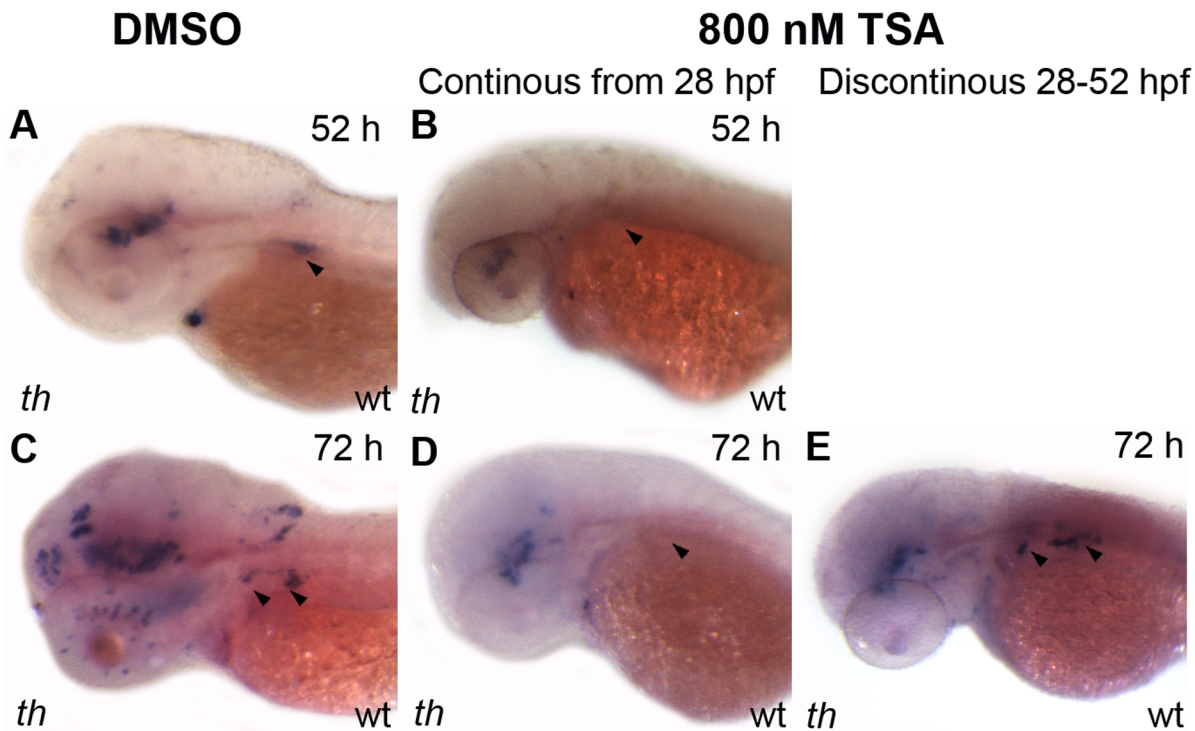 DMSO
800 nM TSA
Continous from 28 hpf
Discontinous 28-52 hpf
A
52 h
th
wt
B
52 h
th
wt
C
72 h
th
wt
D
72 h
th
wt
E
72 h
th
wt